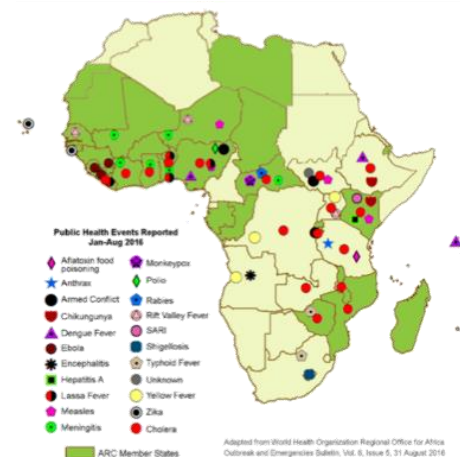 Public Health Events Reported
Jan-Aug 2016
Aflatoxin food
poisoning
Anthrax
Armed Conflict
Chikungunya
Dengue Fever
Ebola
Encephalitis
Hepatitis A
Lassa Fever
Measles
Meningitis
Monkeypox
Polio
Rabies
Rift Valley Fever
SARI
Shigellosis
Typhoid Fever
Unknown
Yellow Fever
Zika
Cholera
ARC Member States
Adapted from World Health Organization Regional Office for Africa
Outbreak and Emergencies Bulletin, Vol. 6, Issue 5, 31 August 2016